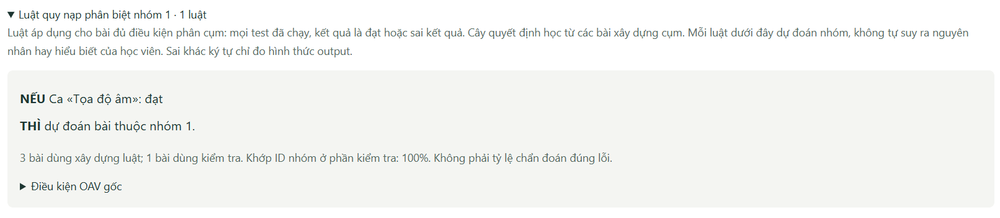 ▼ Luật quy nạp phân biệt nhóm 1 · 1 luật
Luật áp dụng cho bài đủ điều kiện phân cụm: mọi test đã chạy, kết quả là đạt hoặc sai kết quả. Cây quyết định học từ các bài xây dựng cụm. Mỗi luật dưới đây dự đoán nhóm, không tự suy ra nguyên
nhân hay hiểu biết của học viên. Sai khác ký tự chỉ đo hình thức output.
NẾU Ca «Tọa độ âm»: đạt
THÌ dự đoán bài thuộc nhóm 1.
3 bài dùng xây dựng luật; 1 bài dùng kiểm tra. Khớp ID nhóm ở phần kiểm tra: 100%. Không phải tỷ lệ chẩn đoán đúng lỗi.
▶ Điều kiện OAV gốc